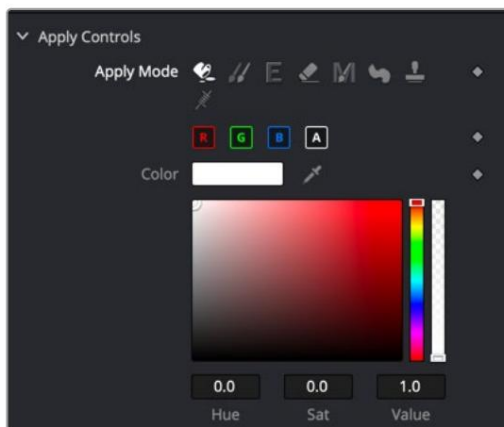 Apply Controls
Apply Mode
R G B A
Color
0.0 0.0 1.0
Hue Sat Value